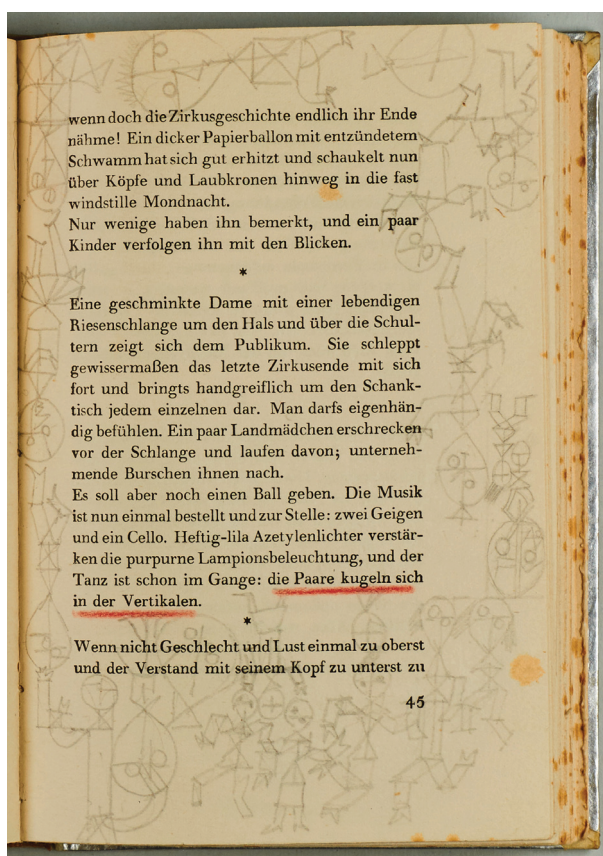 wenn doch die Zirkusgeschichte endlich ihr Ende
nähme! Ein dicker Papierballon mit entzündetem
Schwamm hat sich gut erhitzt und schaukelt nun
über Köpfe und Laubkronen hinweg in die fast
windstille Mondnacht.
Nur wenige haben ihn bemerkt, und ein paar
Kinder verfolgen ihn mit den Blicken.
*
Eine geschminkte Dame mit einer lebendigen
Riesenschlange um den Hals und über die Schul-
tern zeigt sich dem Publikum. Sie schleppt
gewissermaßen das letzte Zirkusende mit sich
fort und bringts handgreiflich um den Schank-
tisch jedem einzelnen dar. Man darfs eigenhän-
dig befühlen. Ein paar Landmädchen erschrecken
vor der Schlange und laufen davon; unterneh-
mende Burschen ihnen nach.
Es soll aber noch einen Ball geben. Die Musik
ist nun einmal bestellt und zur Stelle: zwei Geigen
und ein Cello. Heftig-lila Azetylenlichter verstär-
ken die purpurne Lampionsbeleuchtung, und der
Tanz ist schon im Gange: die Paare kugeln sich
in der Vertikalen.
*
Wenn nicht Geschlecht und Lust einmal zu oberst
und der Verstand mit seinem Kopf zu unterst zu
45